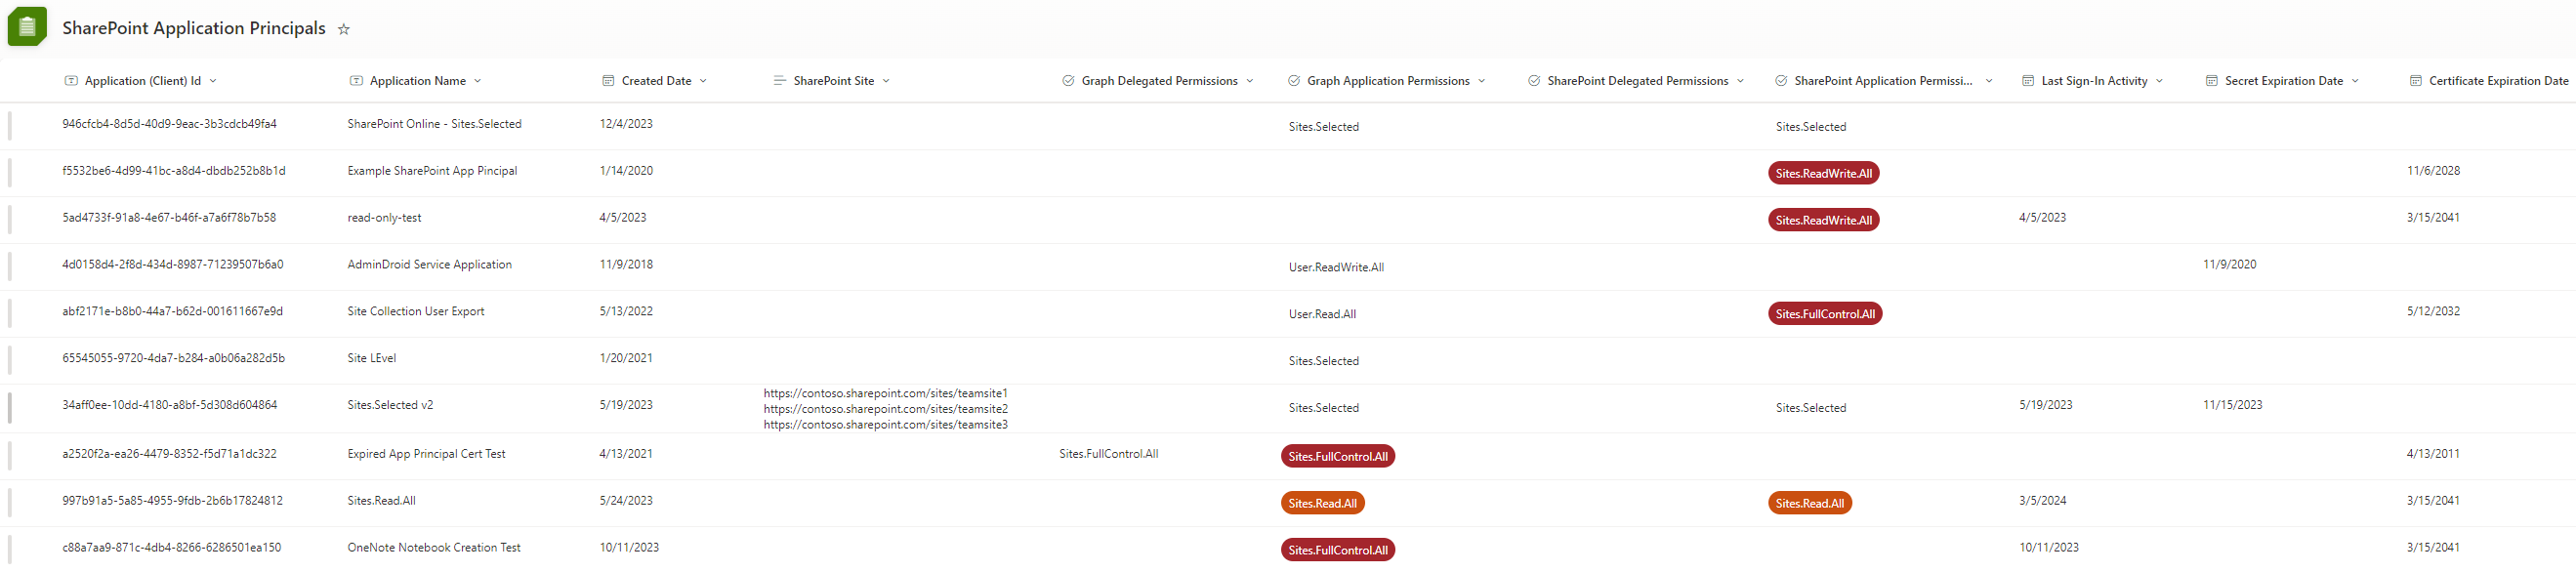 SharePoint Application Principals
Application (Client) Id Application Name Created Date SharePoint Site Graph Delegated Permissions Graph Application Permissions SharePoint Delegated Permissions SharePoint Application Permissi... Last Sign-In Activity Secret Expiration Date Certificate Expiration Date
946cfcb4-8d5d-40d9-9eac-3b3cdcb49fa4 SharePoint Online - Sites.Selected 12/4/2023 Sites.Selected Sites.Selected
f5532be6-4d99-41bc-a8d4-dbdb252b8b1d Example SharePoint App Pincipal 1/14/2020 Sites.ReadWrite.All 11/6/2028
5ad4733f-91a8-4e67-b46f-a7a6f78b7b58 read-only-test 4/5/2023 Sites.ReadWrite.All 4/5/2023 3/15/2041
4d0158d4-2f8d-434d-8987-71239507b6a0 AdminDroid Service Application 11/9/2018 User.ReadWrite.All 11/9/2020
abf2171e-b8b0-44a7-b62d-001611667e9d Site Collection User Export 5/13/2022 User.Read.All Sites.FullControl.All 5/12/2032
65545055-9720-4da7-b284-a0b06a282d5b Site LEvel 1/20/2021 Sites.Selected
https://contoso.sharepoint.com/sites/teamsite1
34aff0ee-10dd-4180-a8bf-5d308d604864 Sites.Selected v2 5/19/2023 https://contoso.sharepoint.com/sites/teamsite2 Sites.Selected Sites.Selected 5/19/2023 11/15/2023
https://contoso.sharepoint.com/sites/teamsite3
a2520f2a-ea26-4479-8352-f5d71a1dc322 Expired App Principal Cert Test 4/13/2021 Sites.FullControl.All Sites.FullControl.All 4/13/2011
997b91a5-5a85-4955-9fdb-2b6b17824812 Sites.Read.All 5/24/2023 Sites.Read.All Sites.Read.All 3/5/2024 3/15/2041
c88a7aa9-871c-4db4-8266-6286501ea150 OneNote Notebook Creation Test 10/11/2023 Sites.FullControl.All 10/11/2023 3/15/2041